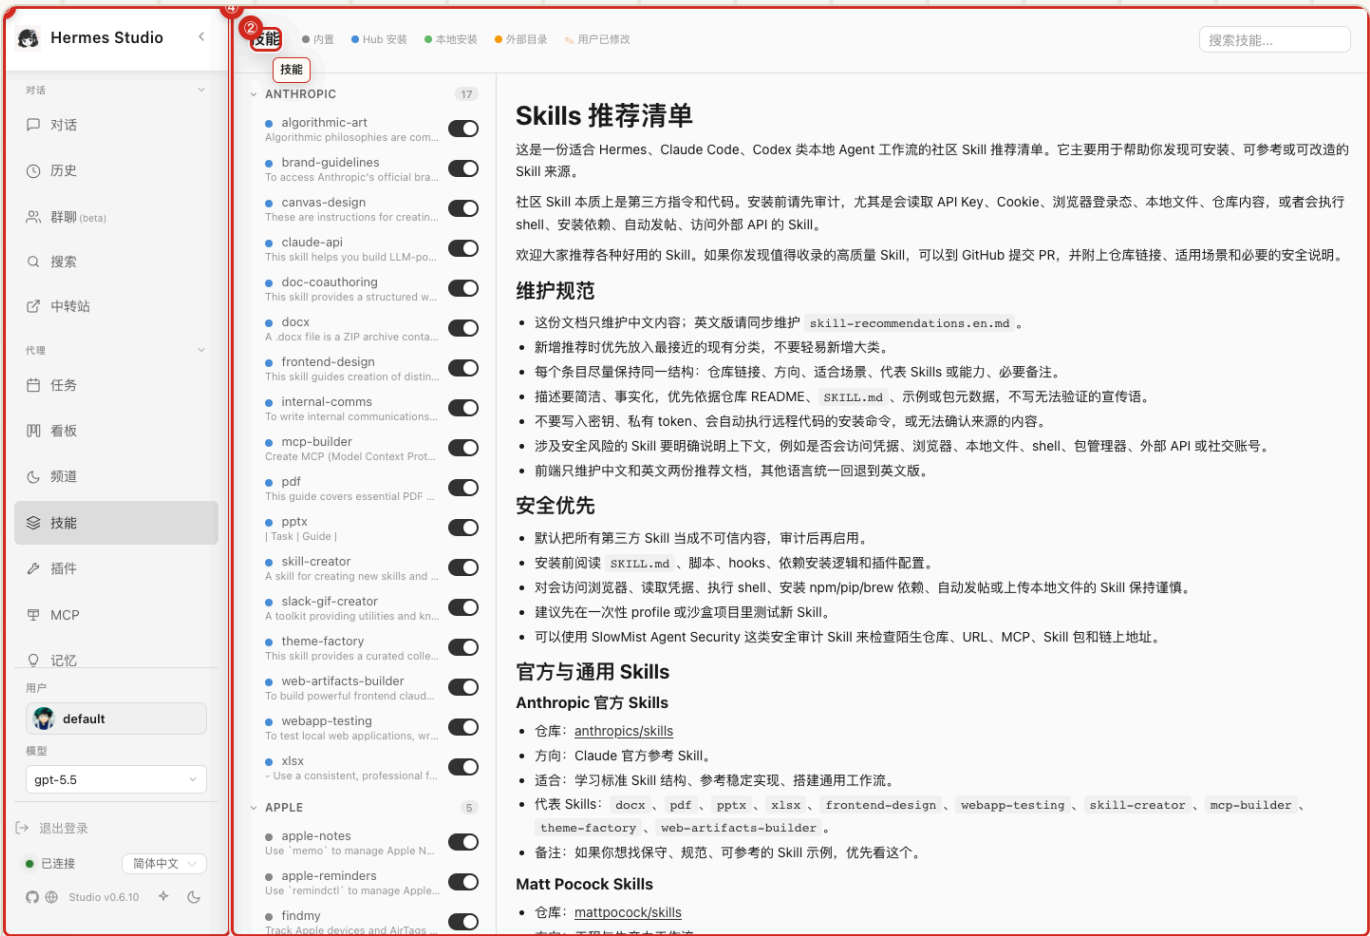 ④
②
Hermes Studio
对话
对话
历史
群聊 (beta)
搜索
中转站
代理
任务
看板
频道
技能
插件
MCP
记忆
用户
default
模型
gpt-5.5
退出登录
已连接
简体中文
Studio v0.6.10
技能
内置
Hub 安装
本地安装
外部目录
用户已修改
搜索技能...
技能
ANTHROPIC 17
algorithmic-art
Algorithmic philosophies are com...
brand-guidelines
To access Anthropic's official bra...
canvas-design
These are instructions for creatin...
claude-api
This skill helps you build LLM-po...
doc-coauthoring
This skill provides a structured w...
docx
A .docx file is a ZIP archive conta...
frontend-design
This skill guides creation of distin...
internal-comms
To write internal communications...
mcp-builder
Create MCP (Model Context Prot...
pdf
This guide covers essential PDF ...
pptx
| Task | Guide |
skill-creator
A skill for creating new skills and ...
slack-gif-creator
A toolkit providing utilities and kn...
theme-factory
This skill provides a curated colle...
web-artifacts-builder
To build powerful frontend claud...
webapp-testing
To test local web applications, wr...
xlsx
- Use a consistent, professional f...
APPLE 5
apple-notes
Use `memo` to manage Apple N...
apple-reminders
Use `remindctl` to manage Apple...
findmy
Track Apple devices and AirTags ...
Skills 推荐清单
这是一份适合 Hermes、Claude Code、Codex 类本地 Agent 工作流的社区 Skill 推荐清单。它主要用于帮助你发现可安装、可参考或可改造的
Skill 来源。
社区 Skill 本质上是第三方指令和代码。安装前请先审计，尤其是会读取 API Key、Cookie、浏览器登录态、本地文件、仓库内容，或者会执行
shell、安装依赖、自动发帖、访问外部 API 的 Skill。
欢迎大家推荐各种好用的 Skill。如果你发现值得收录的高质量 Skill，可以到 GitHub 提交 PR，并附上仓库链接、适用场景和必要的安全说明。
维护规范
• 这份文档只维护中文内容；英文版请同步维护 skill-recommendations.en.md 。
• 新增推荐时优先放入最接近的现有分类，不要轻易新增大类。
• 每个条目尽量保持同一结构：仓库链接、方向、适合场景、代表 Skills 或能力、必要备注。
• 描述要简洁、事实化，优先依据仓库 README、 SKILL.md 、示例或包元数据，不写无法验证的宣传语。
• 不要写入密钥、私有 token、会自动执行远程代码的安装命令，或无法确认来源的内容。
• 涉及安全风险的 Skill 要明确说明上下文，例如是否会访问凭据、浏览器、本地文件、shell、包管理器、外部 API 或社交账号。
• 前端只维护中文和英文两份推荐文档，其他语言统一回退到英文版。
安全优先
• 默认把所有第三方 Skill 当成不可信内容，审计后再启用。
• 安装前阅读 SKILL.md 、脚本、hooks、依赖安装逻辑和插件配置。
• 对会访问浏览器、读取凭据、执行 shell、安装 npm/pip/brew 依赖、自动发帖或上传本地文件的 Skill 保持谨慎。
• 建议先在一次性 profile 或沙盒项目里测试新 Skill。
• 可以使用 SlowMist Agent Security 这类安全审计 Skill 来检查陌生仓库、URL、MCP、Skill 包和链上地址。
官方与通用 Skills
Anthropic 官方 Skills
• 仓库：anthropics/skills
• 方向：Claude 官方参考 Skill。
• 适合：学习标准 Skill 结构、参考稳定实现、搭建通用工作流。
• 代表 Skills： docx 、 pdf 、 pptx 、 xlsx 、 frontend-design 、 webapp-testing 、 skill-creator 、 mcp-builder 、
theme-factory 、 web-artifacts-builder 。
• 备注：如果你想找保守、规范、可参考的 Skill 示例，优先看这个。
Matt Pocock Skills
• 仓库：mattpocock/skills